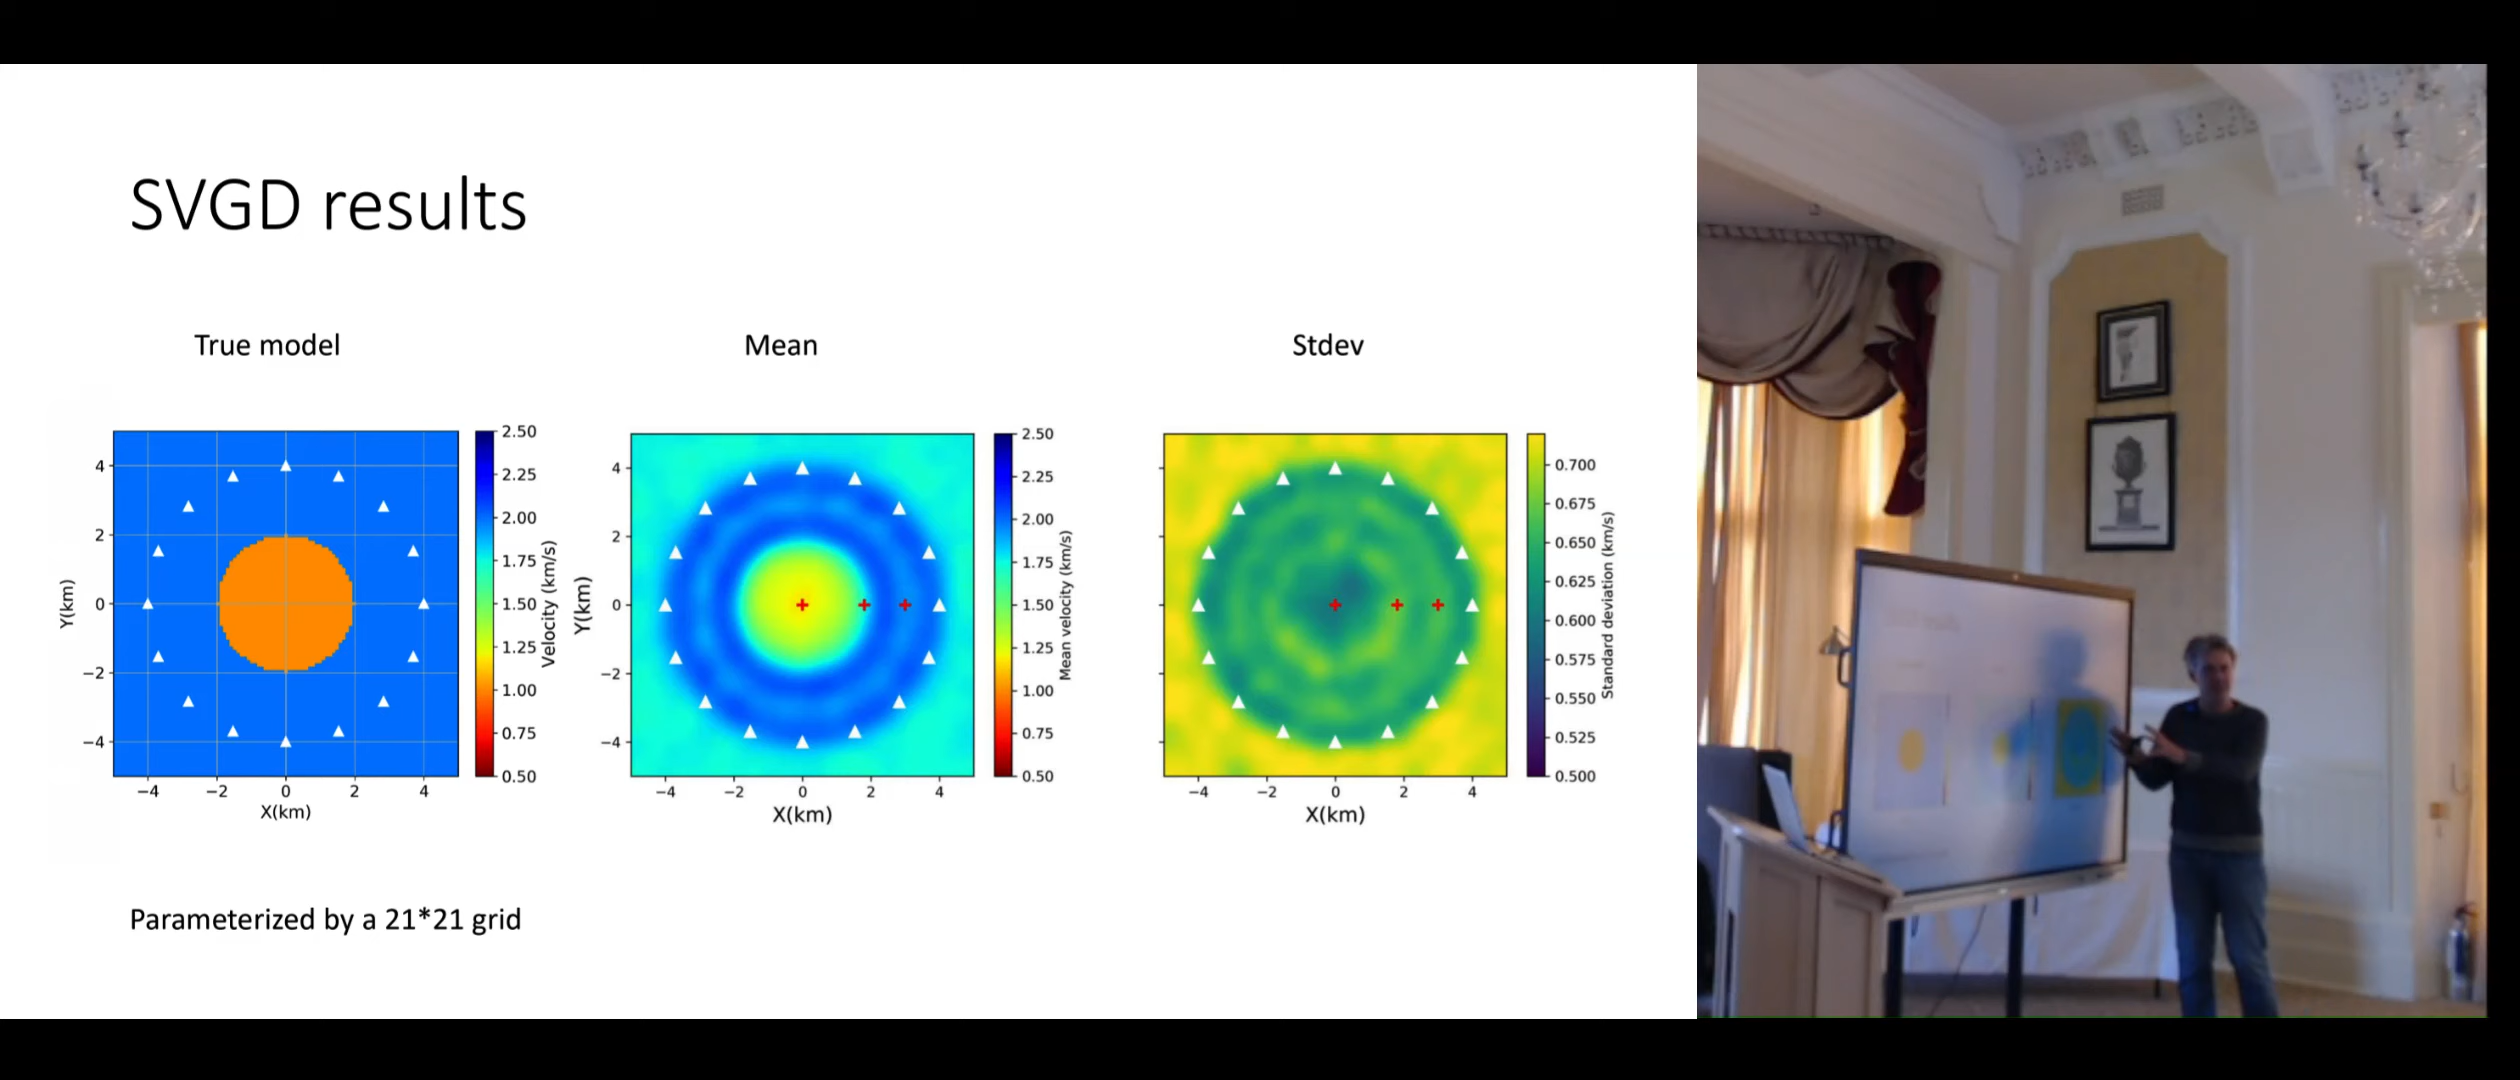 SVGD results
True model
Mean
Stdev
4
2
0
−2
−4
Y(km)
−4 −2 0 2 4
X(km)
2.50
2.25
2.00
1.75
1.50
1.25
1.00
0.75
0.50
Velocity (km/s)
4
2
0
−2
−4
Y(km)
−4 −2 0 2 4
X(km)
2.50
2.25
2.00
1.75
1.50
1.25
1.00
0.75
0.50
Mean velocity (km/s)
−4 −2 0 2 4
X(km)
0.700
0.675
0.650
0.625
0.600
0.575
0.550
0.525
0.500
Standard deviation (km/s)
Parameterized by a 21*21 grid